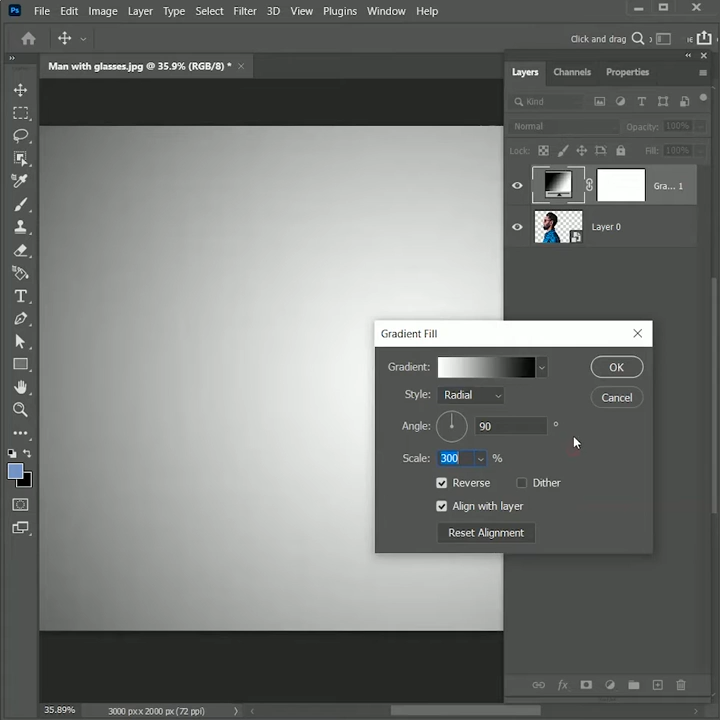 Ps File Edit Image Layer Type Select Filter 3D View Plugins Window Help
Click and drag
Man with glasses.jpg @ 35.9% (RGB/8) *
Layers Channels Properties
Kind
Normal Opacity: 100%
Lock: Fill: 100%
Gra... 1
Layer 0
Gradient Fill
Gradient: OK
Style: Radial Cancel
Angle: 90 °
Scale: 300 %
Reverse Dither
Align with layer
Reset Alignment
fx
35.89% 3000 px x 2000 px (72 ppi)